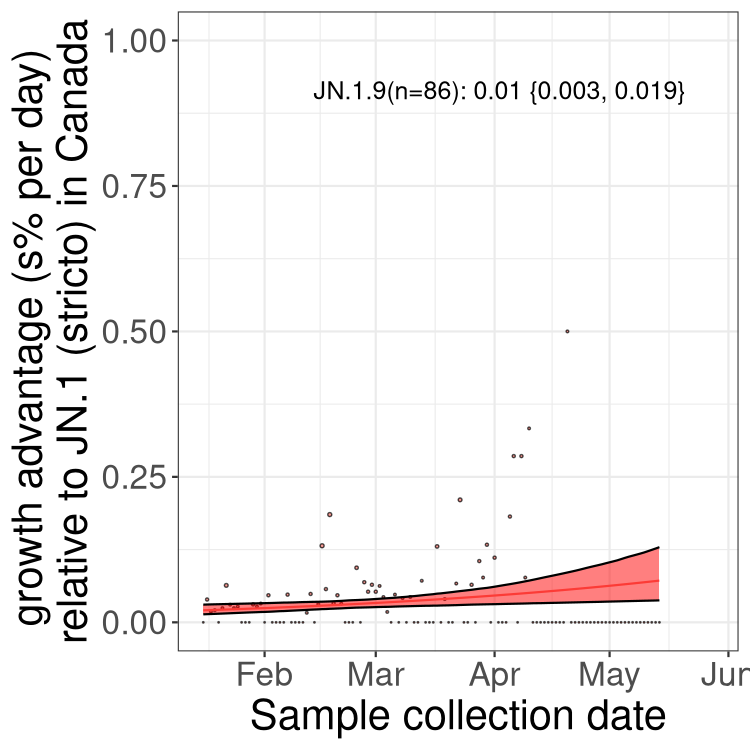 growth advantage (s% per day)
relative to JN.1 (stricto) in Canada
1.00
0.75
0.50
0.25
0.00
JN.1.9(n=86): 0.01 {0.003, 0.019}
Feb
Mar
Apr
May
Jun
Sample collection date